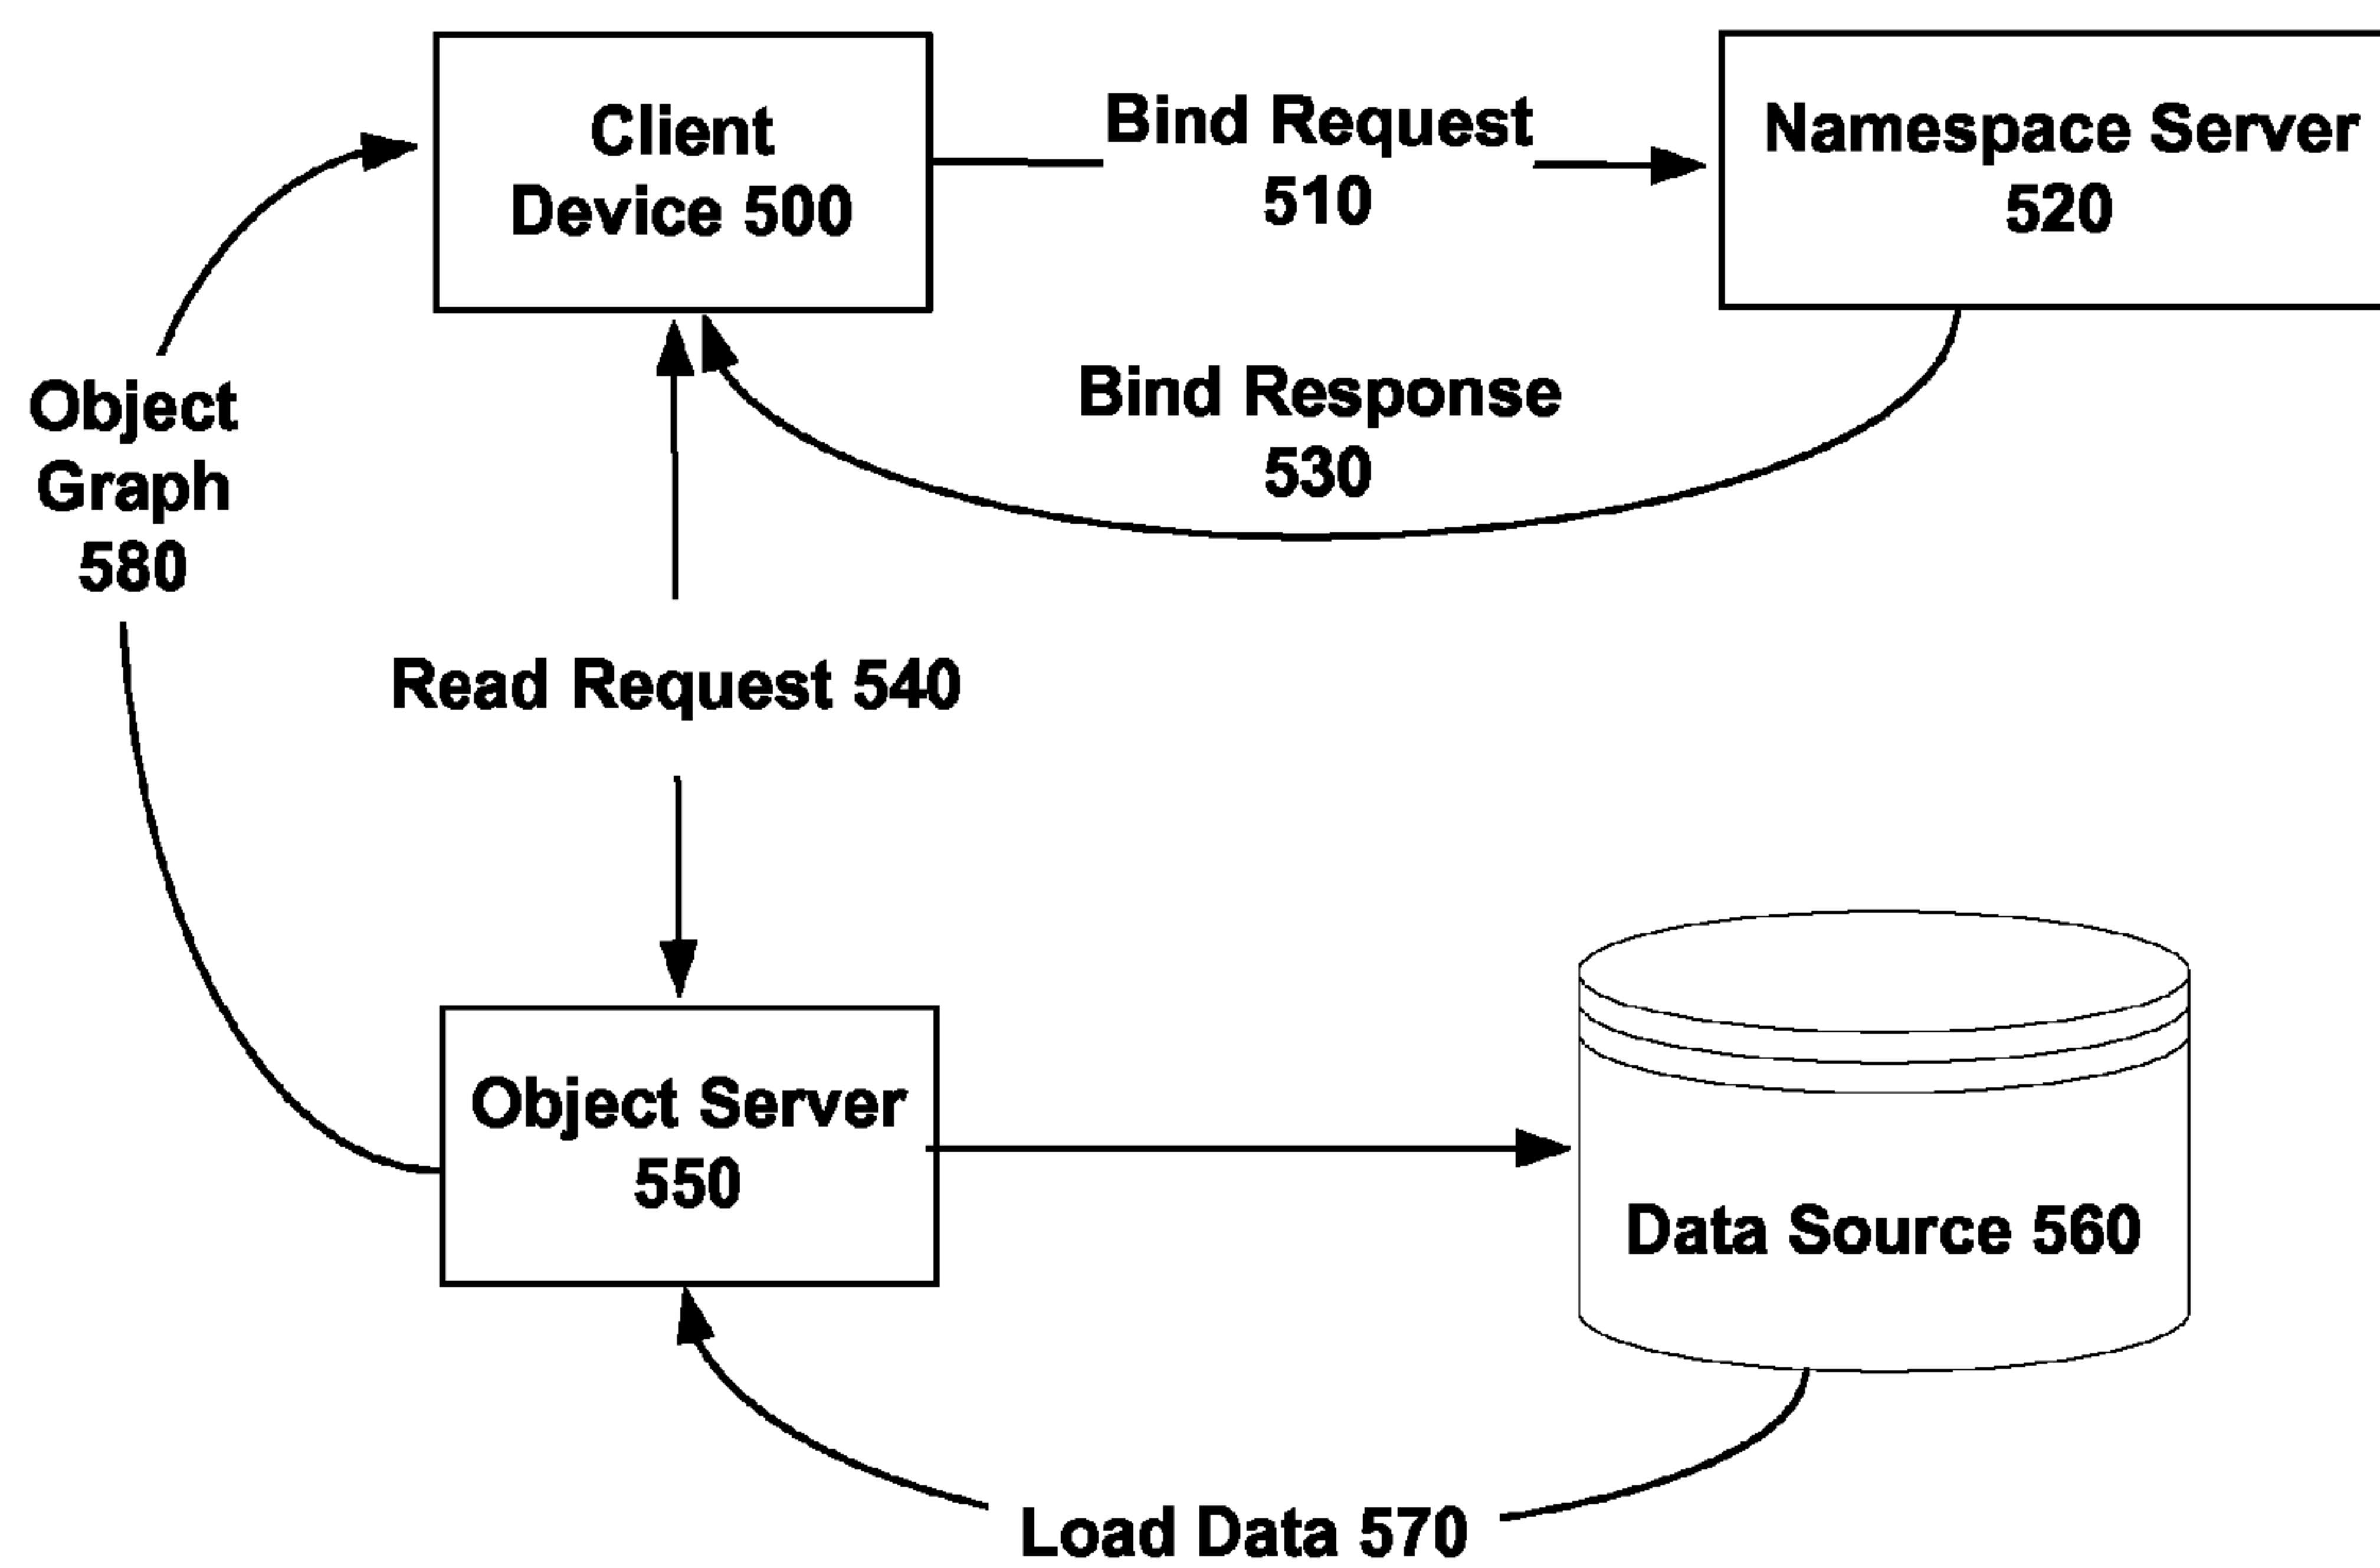 Client
Device 500
Bind Request
510
Namespace Server
520
Bind Response
530
Object
Graph
580
Read Request 540
Object Server
550
Data Source 560
Load Data 570